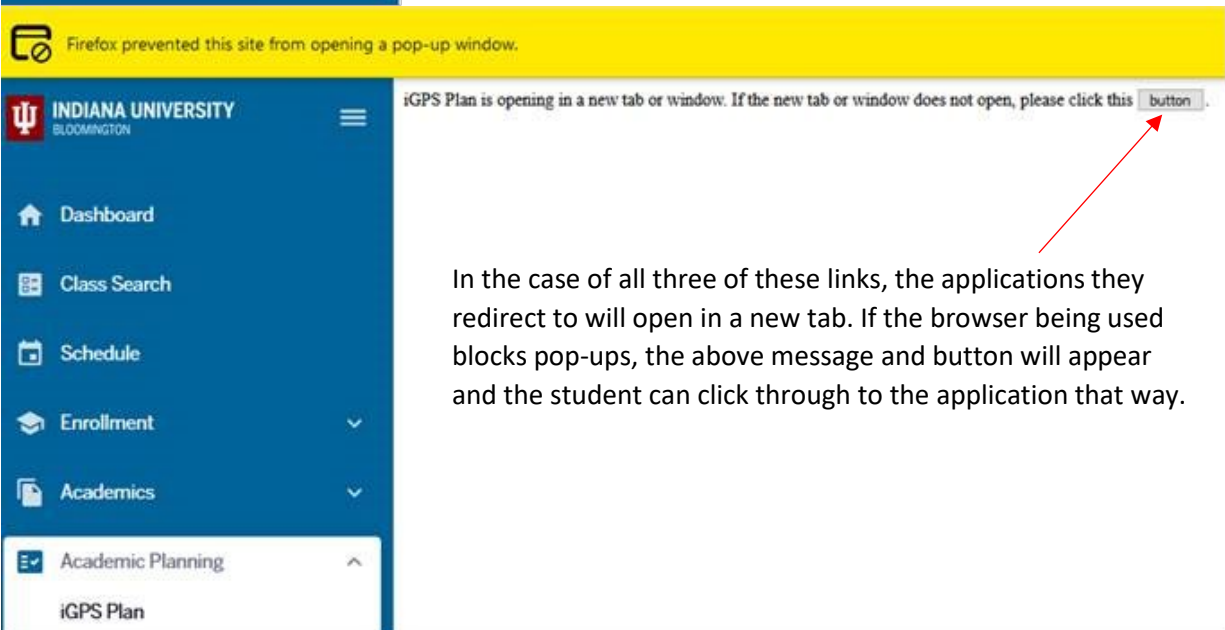 Firefox prevented this site from opening a pop-up window.
INDIANA UNIVERSITY
BLOOMINGTON
iGPS Plan is opening in a new tab or window. If the new tab or window does not open, please click this button .
Dashboard
Class Search
Schedule
Enrollment
Academics
Academic Planning
iGPS Plan
In the case of all three of these links, the applications they
redirect to will open in a new tab. If the browser being used
blocks pop-ups, the above message and button will appear
and the student can click through to the application that way.